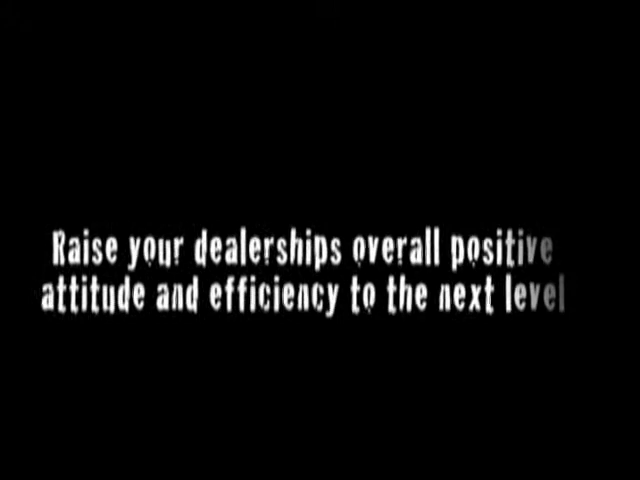 Raise your dealerships overall positive
attitude and efficiency to the next level